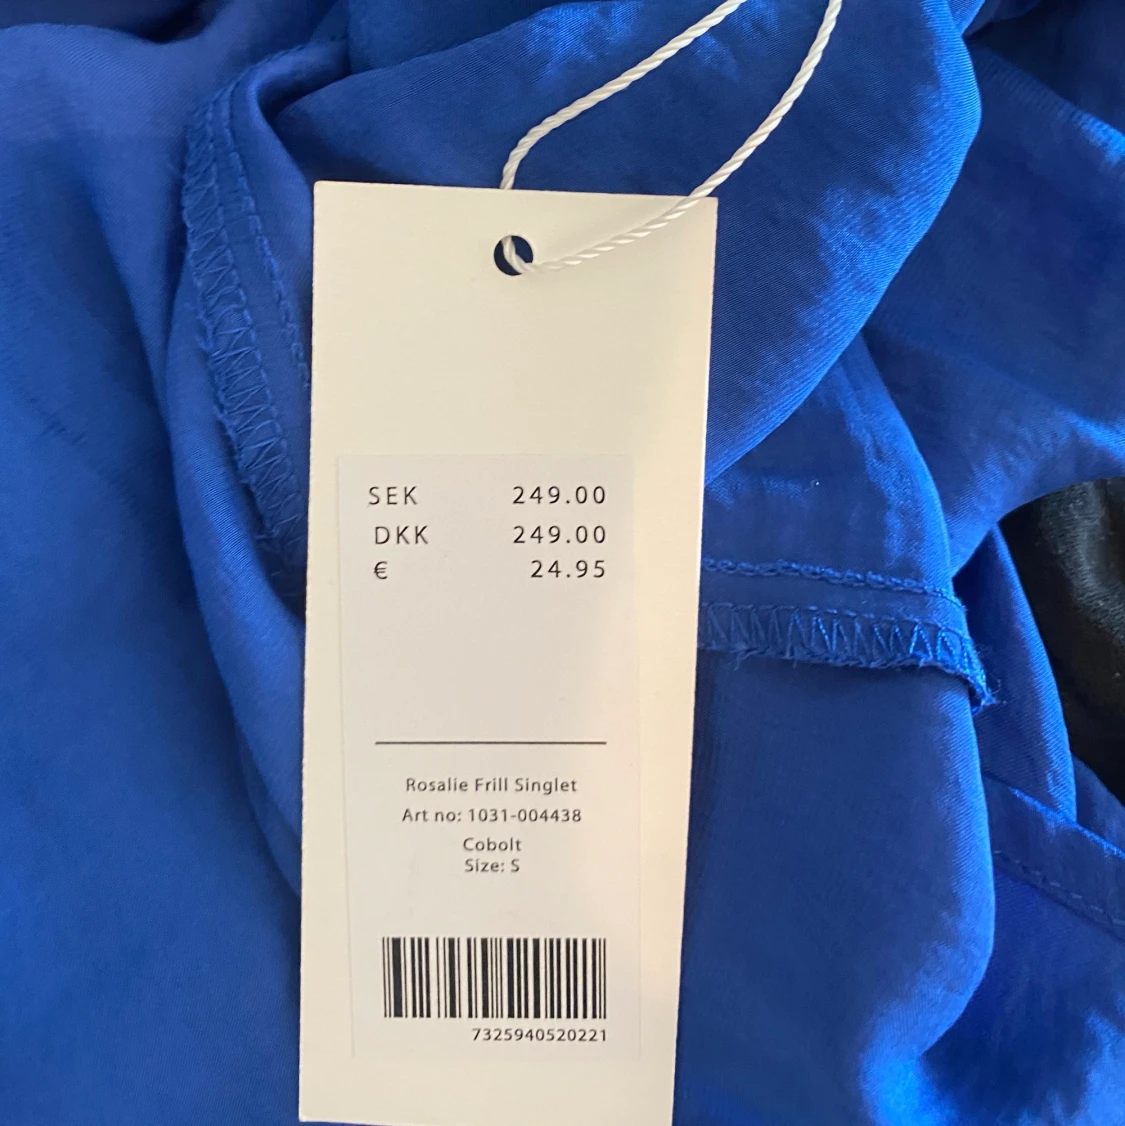 SEK 249.00
DKK 249.00
€ 24.95
Rosalie Frill Singlet
Art no: 1031-004438
Cobolt
Size: S
7325940520221